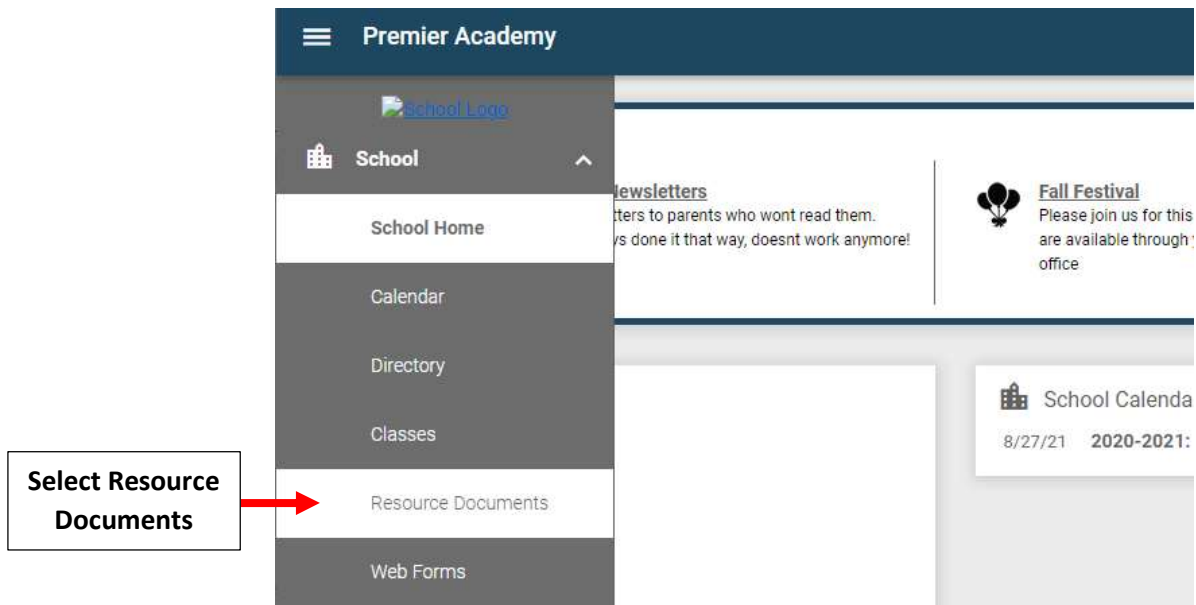 Premier Academy
School Logo
School
School Home
Calendar
Directory
Classes
Resource Documents
Web Forms
Select Resource
Documents
Newsletters
tters to parents who wont read them.
ys done it that way, doesnt work anymore!
Fall Festival
Please join us for this
are available through
office
School Calenda
8/27/21 2020-2021: